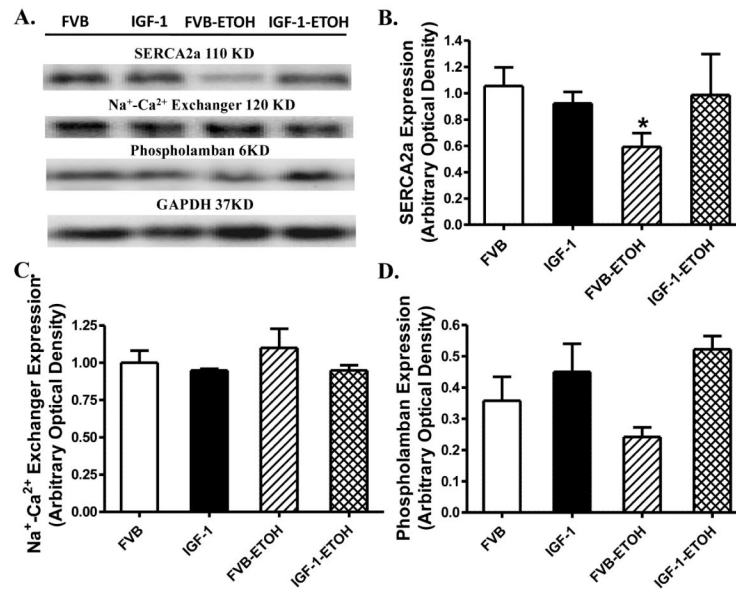 A.
FVB IGF-1 FVB-ETOH IGF-1-ETOH
SERCA2a 110 KD
Na⁺-Ca²⁺ Exchanger 120 KD
Phospholamban 6KD
GAPDH 37KD
B.
SERCA2a Expression
(Arbitrary Optical Density)
1.4
1.2
1.0
0.8
0.6
0.4
0.2
0.0
*
FVB
IGF-1
FVB-ETOH
IGF-1-ETOH
C.
Na⁺-Ca²⁺ Exchanger Expression
(Arbitrary Optical Density)
1.25
1.00
0.75
0.50
0.25
0.00
FVB
IGF-1
FVB-ETOH
IGF-1-ETOH
D.
Phospholamban Expression
(Arbitrary Optical Density)
0.6
0.5
0.4
0.3
0.2
0.1
0.0
FVB
IGF-1
FVB-ETOH
IGF-1-ETOH